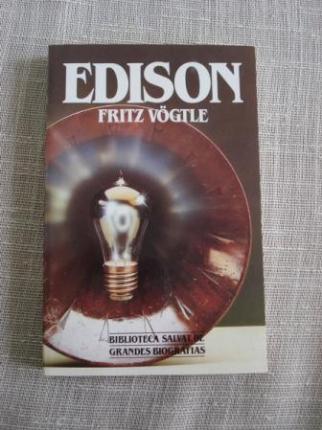 EDISON
FRITZ VÖGTLE
BIBLIOTECA SALVAT DE
GRANDES BIOGRAFIAS